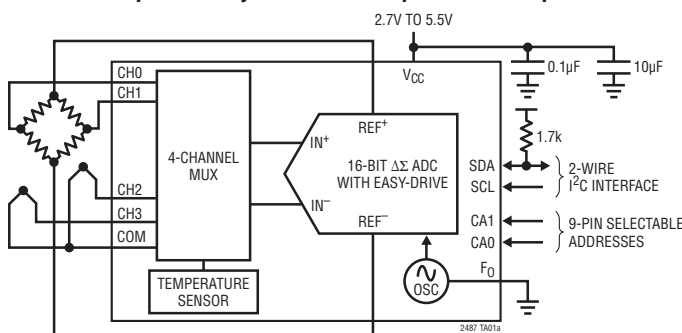 2.7V TO 5.5V
0.1µF
10µF
VCC
1.7k
CH0
CH1
CH2
CH3
COM
4-CHANNEL
MUX
TEMPERATURE
SENSOR
IN+
IN–
REF+
16-BIT ΔΣ ADC
WITH EASY-DRIVE
REF–
SDA
SCL
2-WIRE
I2C INTERFACE
CA1
CA0
9-PIN SELECTABLE
ADDRESSES
FO
OSC
2487 TA01a